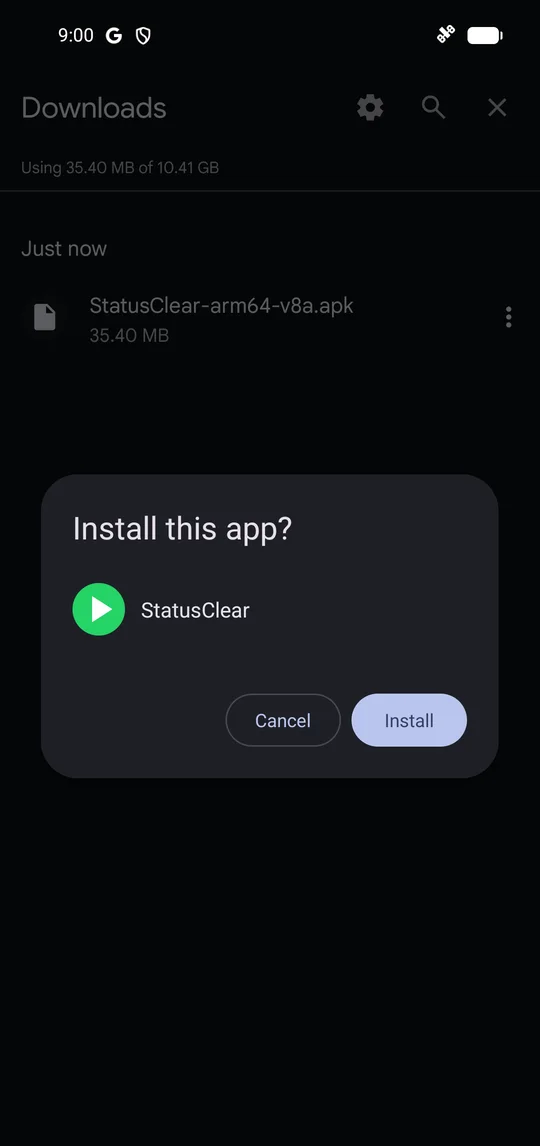 9:00
Downloads
Using 35.40 MB of 10.41 GB
Just now
StatusClear-arm64-v8a.apk
35.40 MB
Install this app?
StatusClear
Cancel
Install